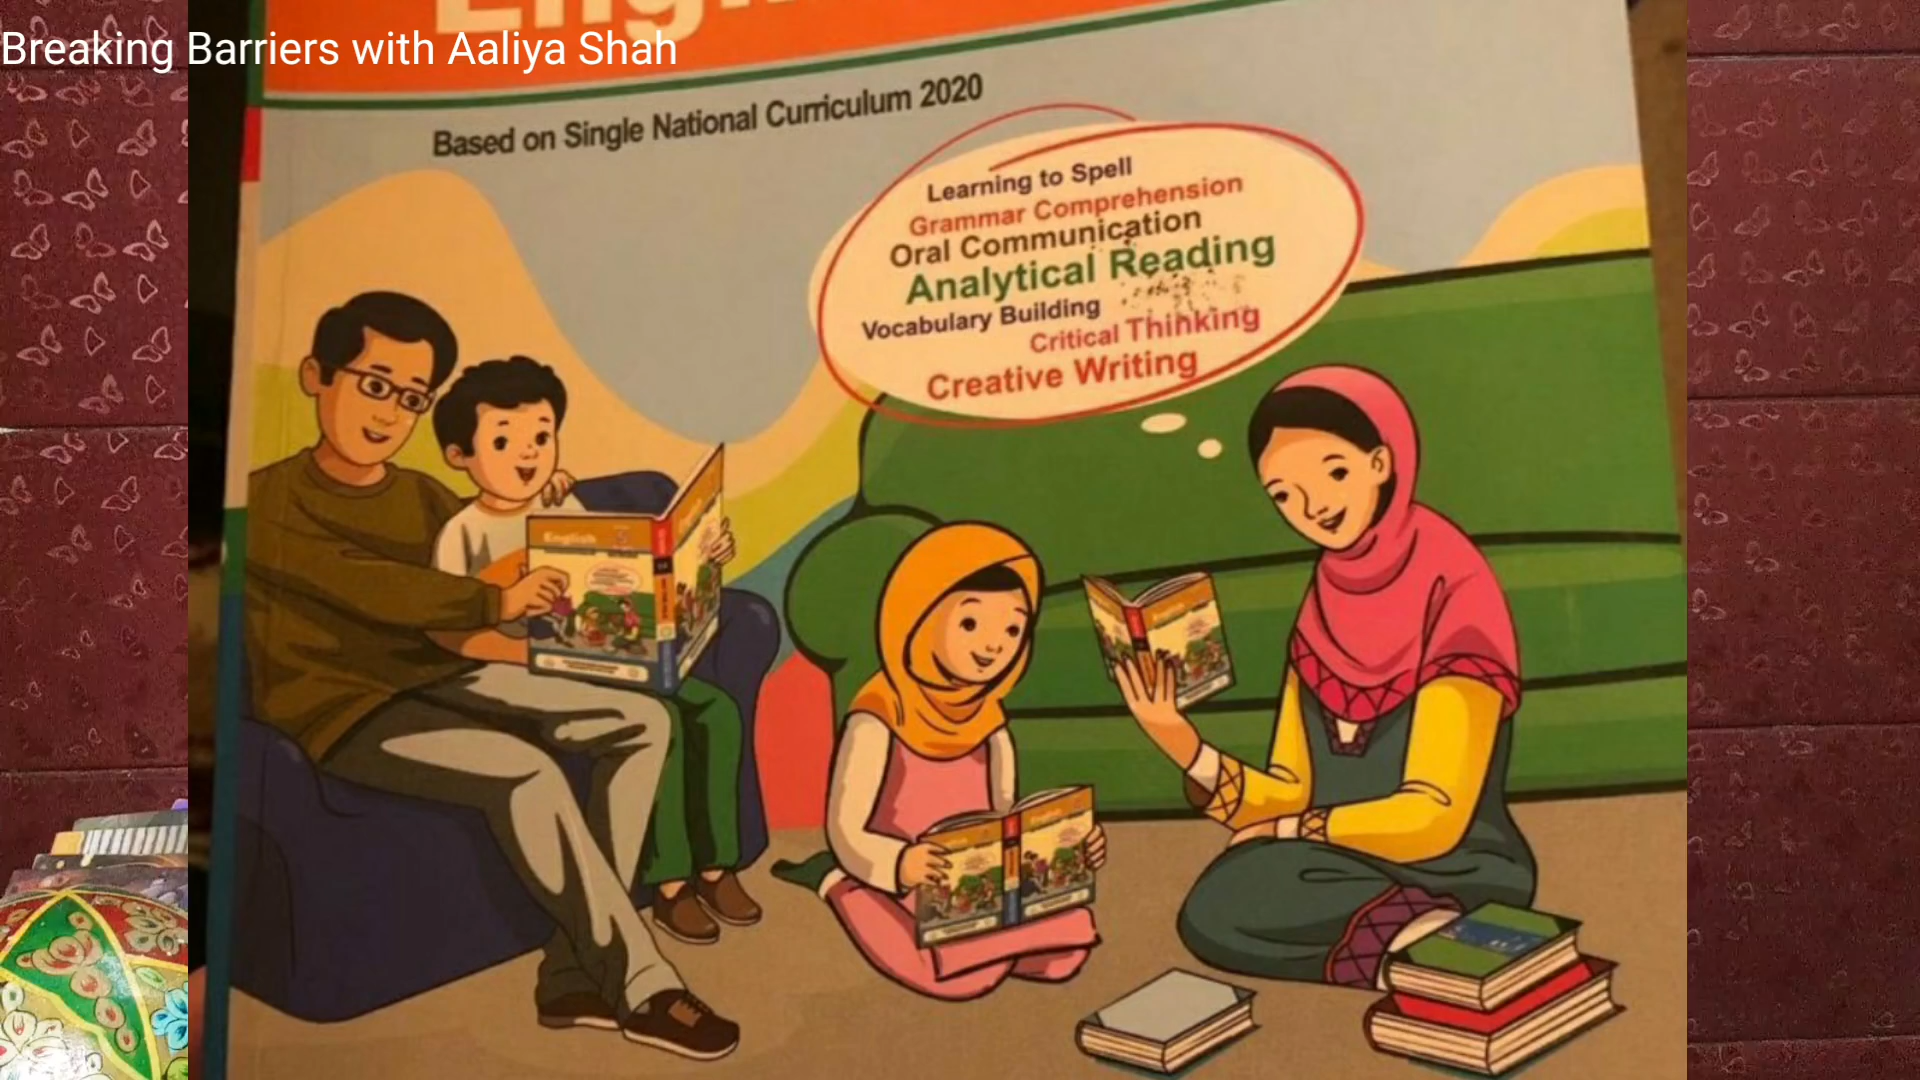 Breaking Barriers with Aaliya Shah
Based on Single National Curriculum 2020
Learning to Spell
Grammar Comprehension
Oral Communication
Analytical Reading
Vocabulary Building
Critical Thinking
Creative Writing
English